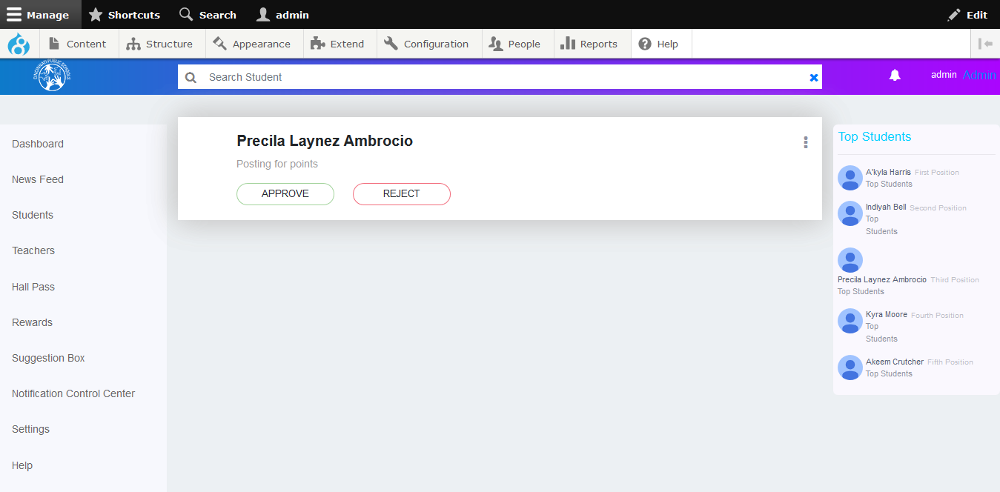 Manage Shortcuts Search admin Edit
Content Structure Appearance Extend Configuration People Reports Help
CINCINNATI PUBLIC SCHOOLS
Search Student
admin Admin
Dashboard
News Feed
Students
Teachers
Hall Pass
Rewards
Suggestion Box
Notification Control Center
Settings
Help
Precila Laynez Ambrocio
Posting for points
APPROVE REJECT
Top Students
A'kyla Harris First Position
Top Students
Indiyah Bell Second Position
Top
Students
Precila Laynez Ambrocio Third Position
Top Students
Kyra Moore Fourth Position
Top
Students
Akeem Crutcher Fifth Position
Top Students